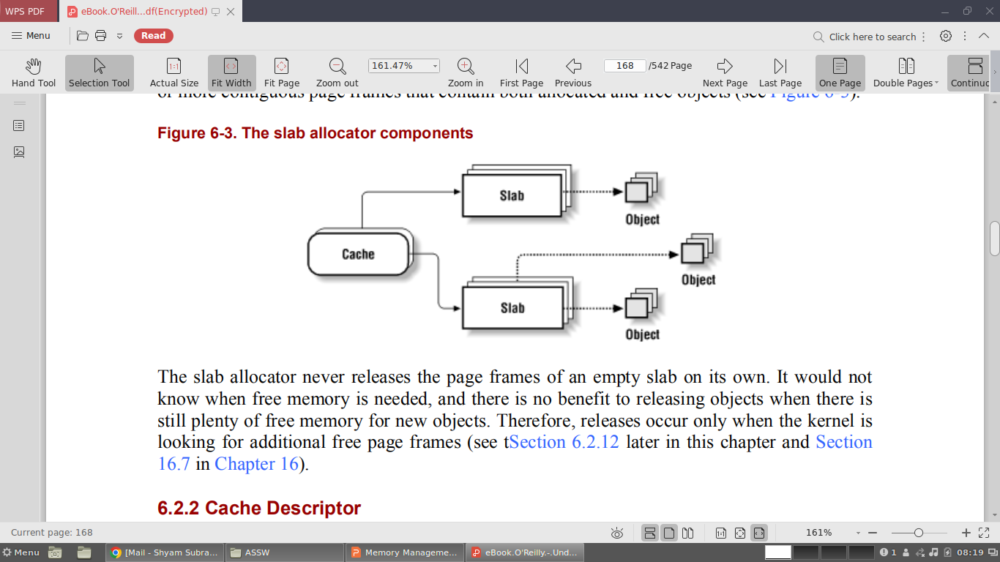 WPS PDF
eBook.O'Reill...df(Encrypted)
Menu
Read
Click here to search
Hand Tool
Selection Tool
Actual Size
Fit Width
Fit Page
Zoom out
161.47%
Zoom in
First Page
Previous
168 /542 Page
Next Page
Last Page
One Page
Double Pages
Continuc
or more contiguous page frames that contain both allocated and free objects (see Figure 6-3).
Figure 6-3. The slab allocator components
Slab
Object
Cache
Object
Slab
Object
The slab allocator never releases the page frames of an empty slab on its own. It would not
know when free memory is needed, and there is no benefit to releasing objects when there is
still plenty of free memory for new objects. Therefore, releases occur only when the kernel is
looking for additional free page frames (see tSection 6.2.12 later in this chapter and Section
16.7 in Chapter 16).
6.2.2 Cache Descriptor
Current page: 168
1:1
161%
Menu
[Mail - Shyam Subra...
ASSW
Memory Manageme...
eBook.O'Reilly.-.Und...
1
08:19